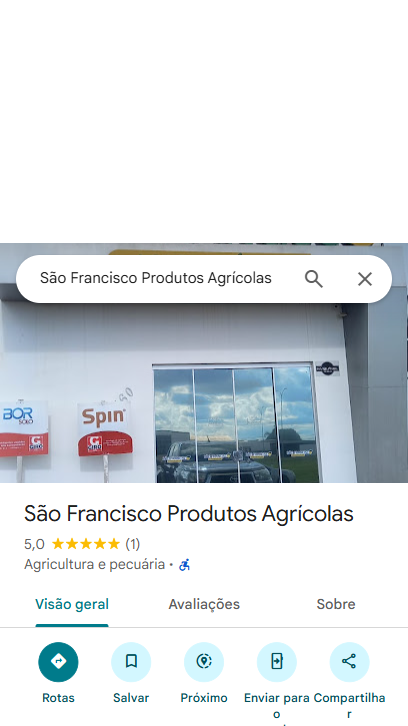 São Francisco Produtos Agrícolas
BOR
SOLO
Spin
São Francisco Produtos Agrícolas
5,0 (1)
Agricultura e pecuária •
Visão geral Avaliações Sobre
Rotas Salvar Próximo Enviar para o Compartilhar